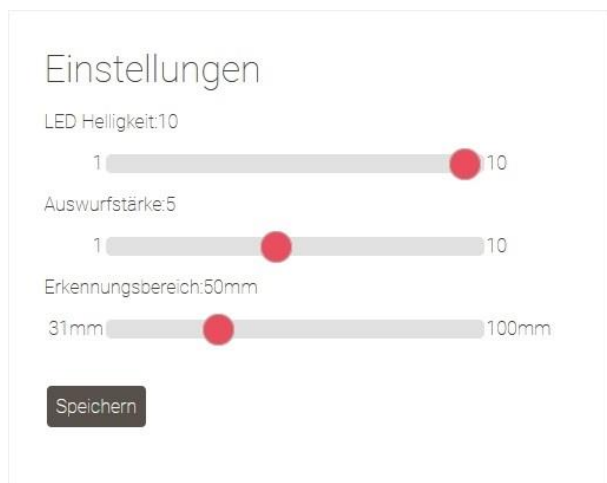 Einstellungen
LED Helligkeit:10
1 10
Auswurfstärke:5
1 10
Erkennungsbereich:50mm
31mm 100mm
Speichern